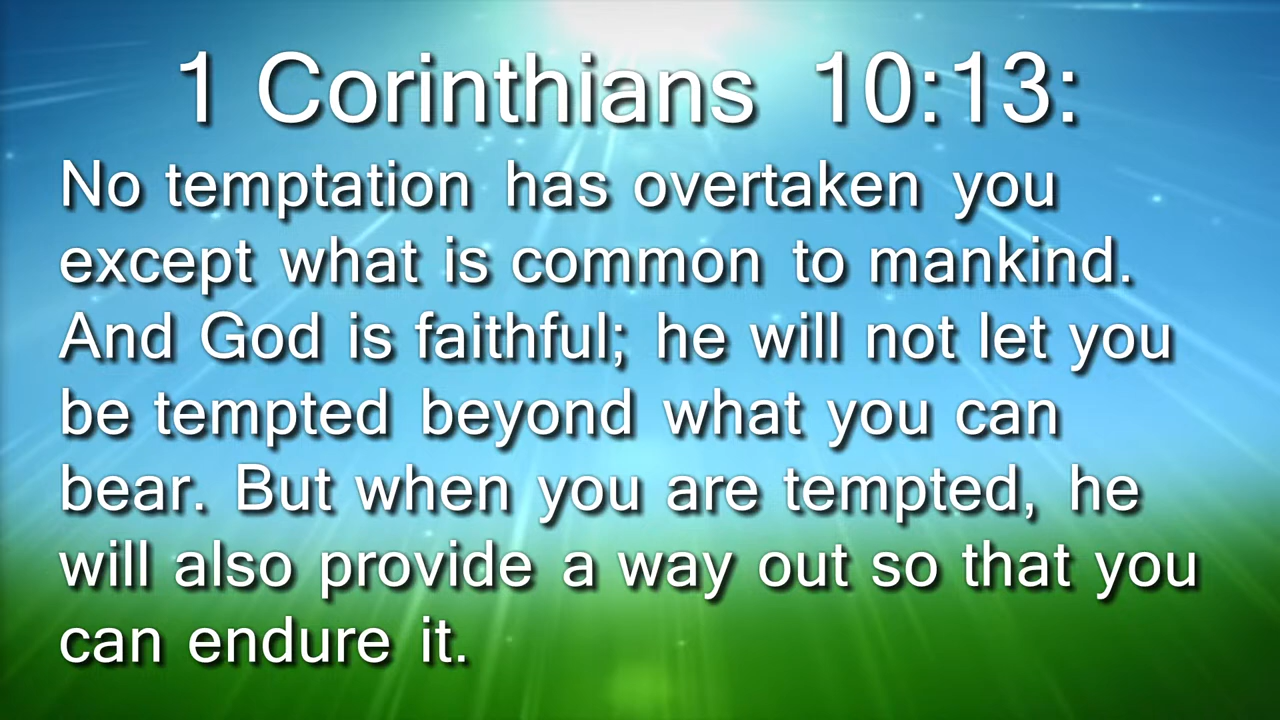 1 Corinthians 10:13:
No temptation has overtaken you
except what is common to mankind.
And God is faithful; he will not let you
be tempted beyond what you can
bear. But when you are tempted, he
will also provide a way out so that you
can endure it.